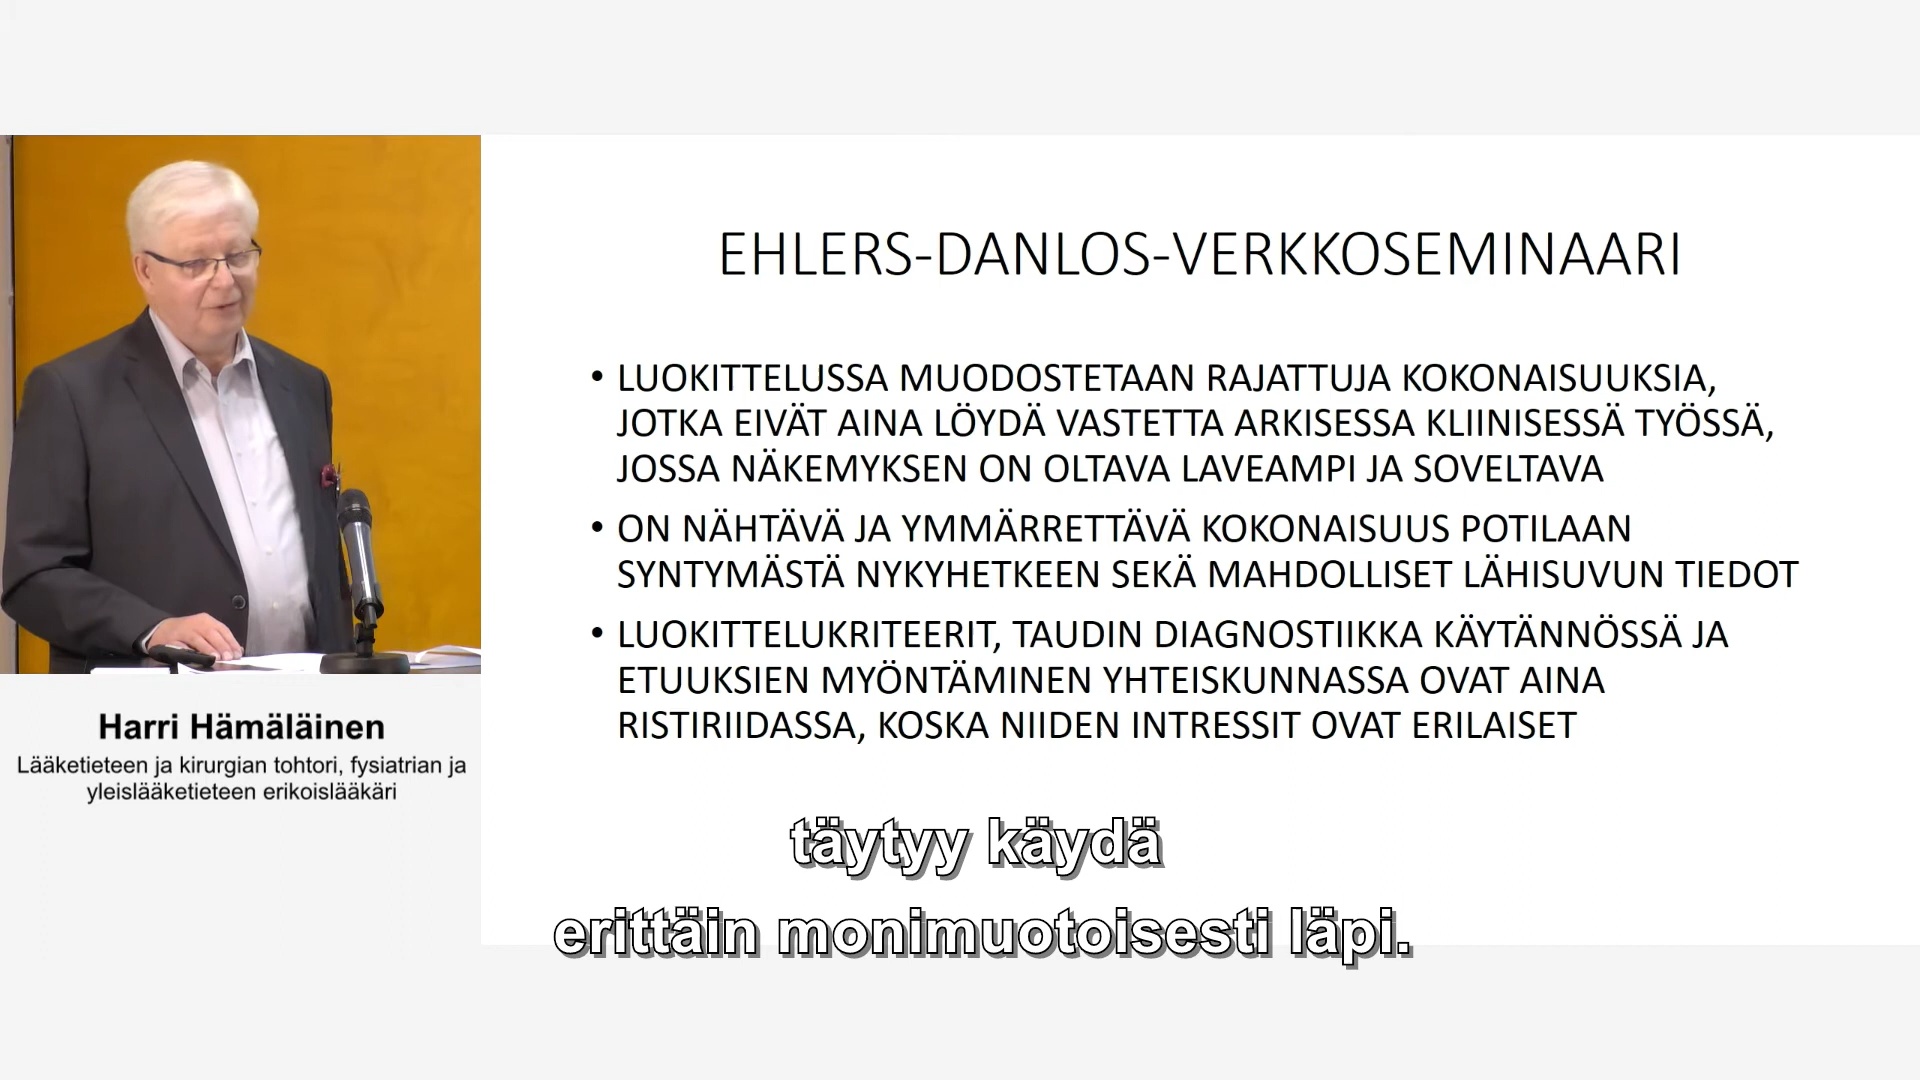 EHLERS-DANLOS-VERKKOSEMINAARI
• LUOKITTELUSSA MUODOSTETAAN RAJATTUJA KOKONAISUUKSIA,
JOTKA EIVÄT AINA LÖYDÄ VASTETTA ARKISESSA KLIINISESSÄ TYÖSSÄ,
JOSSA NÄKEMYKSEN ON OLTAVA LAVEAMPI JA SOVELTAVA
• ON NÄHTÄVÄ JA YMMÄRRETTÄVÄ KOKONAISUUS POTILAAN
SYNTYMÄSTÄ NYKYHETKEEN SEKÄ MAHDOLLISET LÄHISUVUN TIEDOT
• LUOKITTELUKRITEERIT, TAUDIN DIAGNOSTIIKKA KÄYTÄNNÖSSÄ JA
ETUUKSIEN MYÖNTÄMINEN YHTEISKUNNASSA OVAT AINA
RISTIRIIDASSA, KOSKA NIIDEN INTRESSIT OVAT ERILAISET
Harri Hämäläinen
Lääketieteen ja kirurgian tohtori, fysiatrian ja
yleislääketieteen erikoislääkäri
täytyy käydä
erittäin monimuotoisesti läpi.